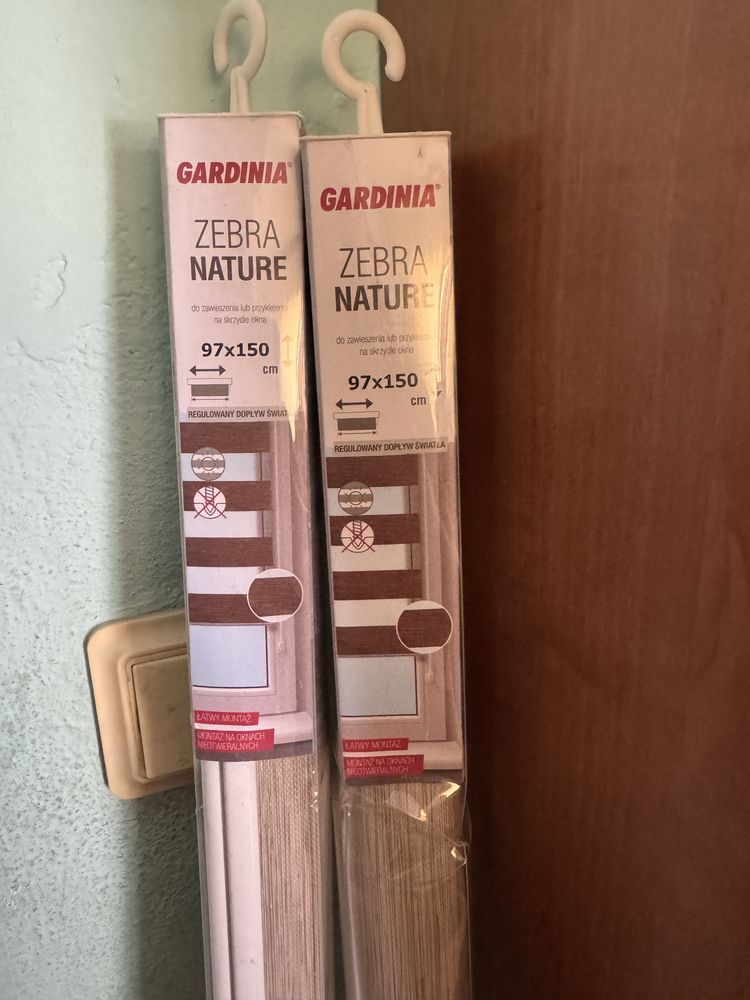 GARDINIA®
ZEBRA
NATURE
do zawieszenia lub przyklejenia
na skrzydle okna
97x150
cm
REGULOWANY DOPŁYW ŚWIATŁA
ŁATWY MONTAŻ
MONTAŻ NA OKNACH
NIEOTWIERALNYCH
GARDINIA®
ZEBRA
NATURE
do zawieszenia lub przyklejenia
na skrzydle okna
97x150
cm
REGULOWANY DOPŁYW ŚWIATŁA
ŁATWY MONTAŻ
MONTAŻ NA OKNACH
NIEOTWIERALNYCH